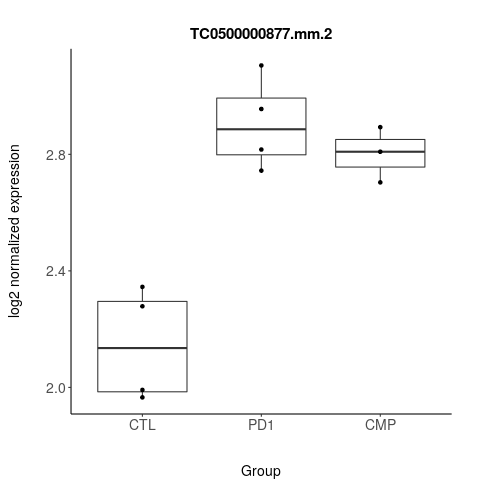 TC0500000877.mm.2
log2 normalized expression
2.8
2.4
2.0
CTL PD1 CMP
Group